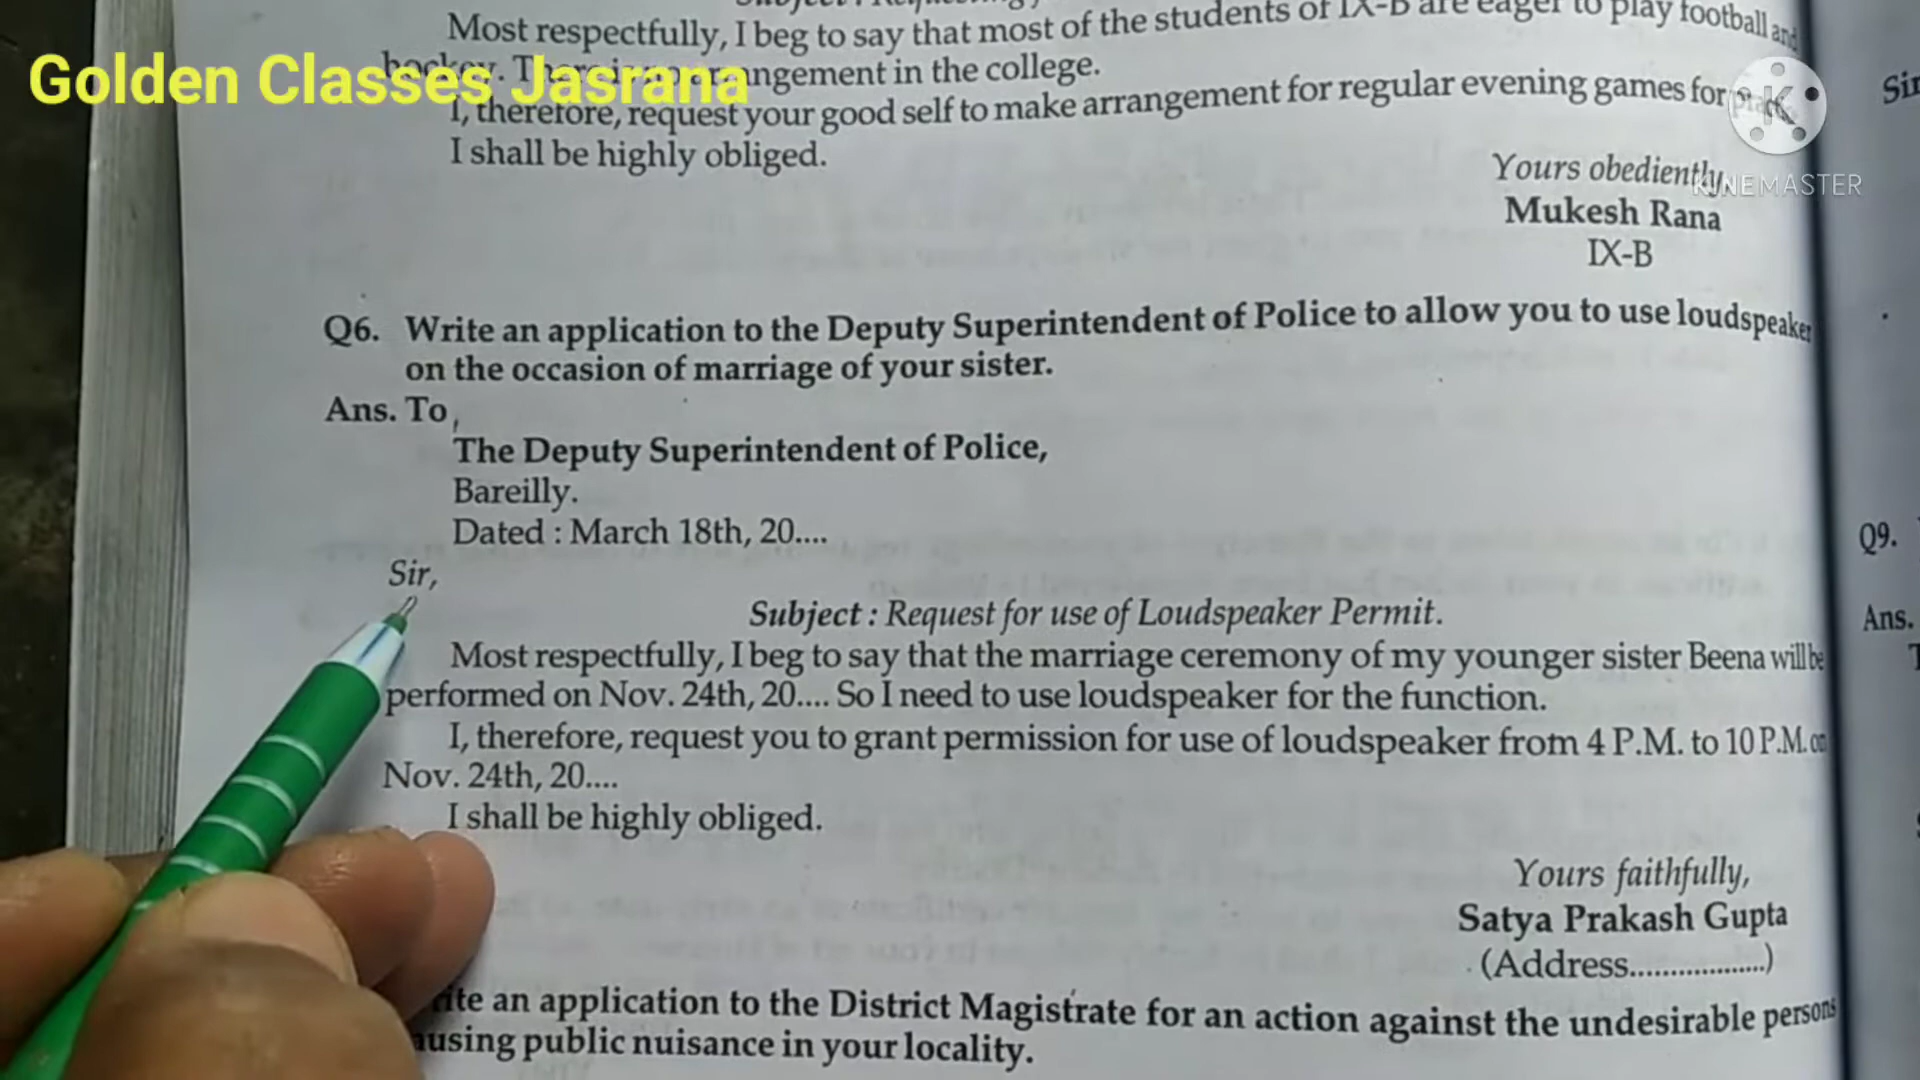 Most respectfully, I beg to say that most of the students of IX-B are eager to play football and
hockey. There is no arrangement in the college.
Golden Classes Jasrana
I, therefore, request your good self to make arrangement for regular evening games for
I shall be highly obliged.
Yours obediently,
KINEMASTER
Mukesh Rana
IX-B
Q6. Write an application to the Deputy Superintendent of Police to allow you to use loudspeaker
on the occasion of marriage of your sister.
Ans. To,
The Deputy Superintendent of Police,
Bareilly.
Dated : March 18th, 20....
Sir,
Subject : Request for use of Loudspeaker Permit.
Most respectfully, I beg to say that the marriage ceremony of my younger sister Beena will be
performed on Nov. 24th, 20.... So I need to use loudspeaker for the function.
I, therefore, request you to grant permission for use of loudspeaker from 4 P.M. to 10 P.M. on
Nov. 24th, 20....
I shall be highly obliged.
Yours faithfully,
Satya Prakash Gupta
(Address..................)
an application to the District Magistrate for an action against the undesirable persons
public nuisance in your locality.
Q9.
Ans.